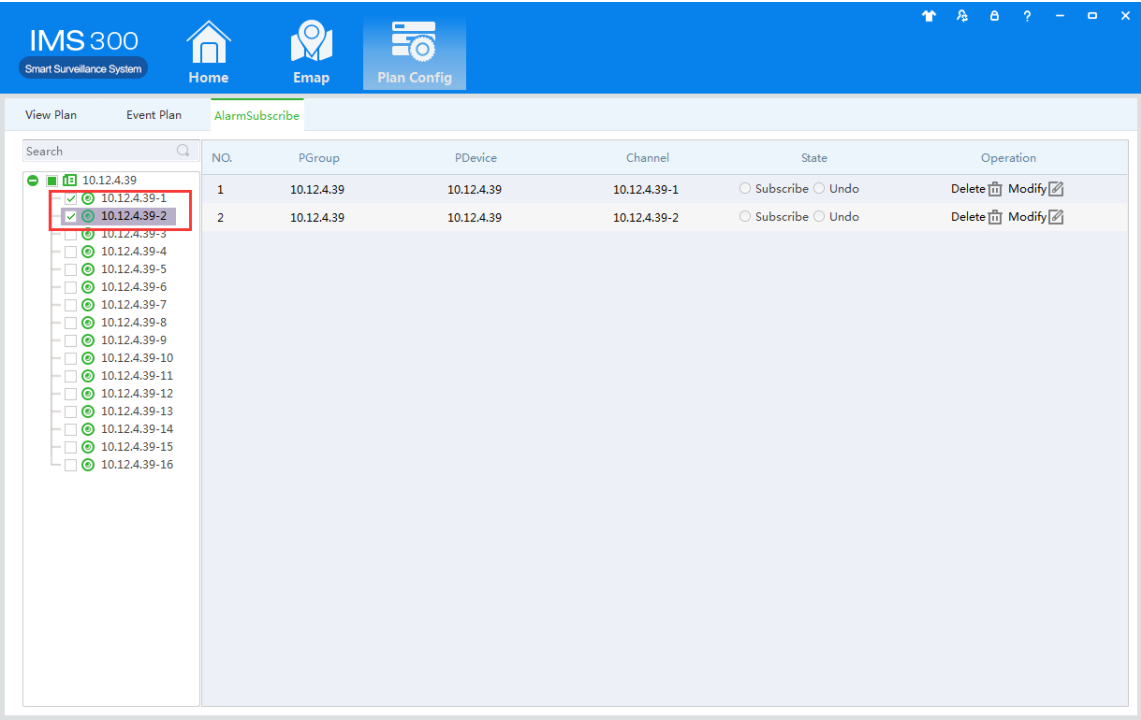 IMS 300
Smart Surveillance System
Home
Emap
Plan Config
?
View Plan
Event Plan
AlarmSubscribe
Search
NO. PGroup PDevice Channel State Operation
10.12.4.39
10.12.4.39-1
10.12.4.39-2
10.12.4.39-3
10.12.4.39-4
10.12.4.39-5
10.12.4.39-6
10.12.4.39-7
10.12.4.39-8
10.12.4.39-9
10.12.4.39-10
10.12.4.39-11
10.12.4.39-12
10.12.4.39-13
10.12.4.39-14
10.12.4.39-15
10.12.4.39-16
1 10.12.4.39 10.12.4.39 10.12.4.39-1 Subscribe Undo Delete Modify
2 10.12.4.39 10.12.4.39 10.12.4.39-2 Subscribe Undo Delete Modify